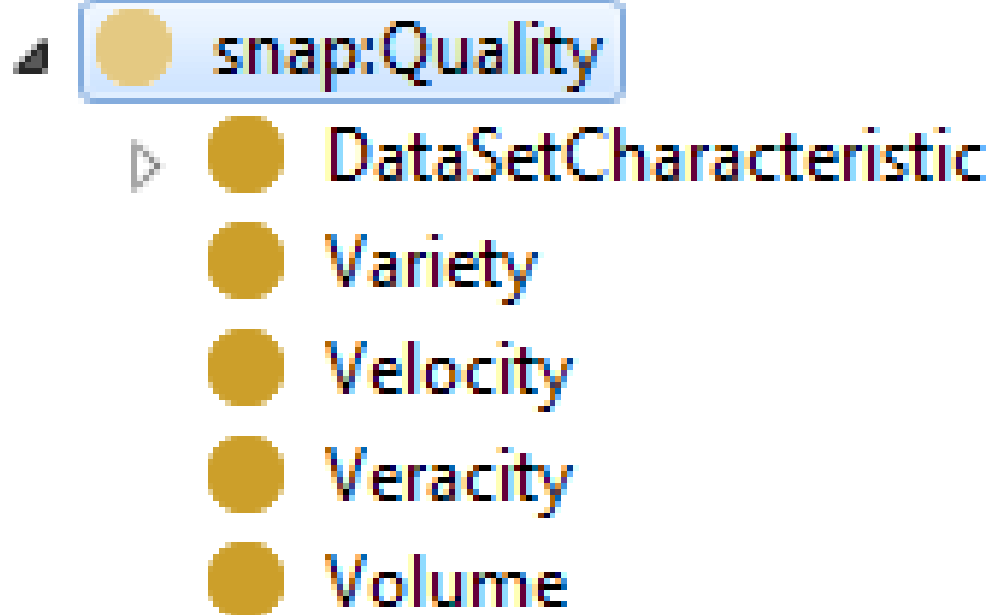 snap:Quality
DataSetCharacteristic
Variety
Velocity
Veracity
Volume